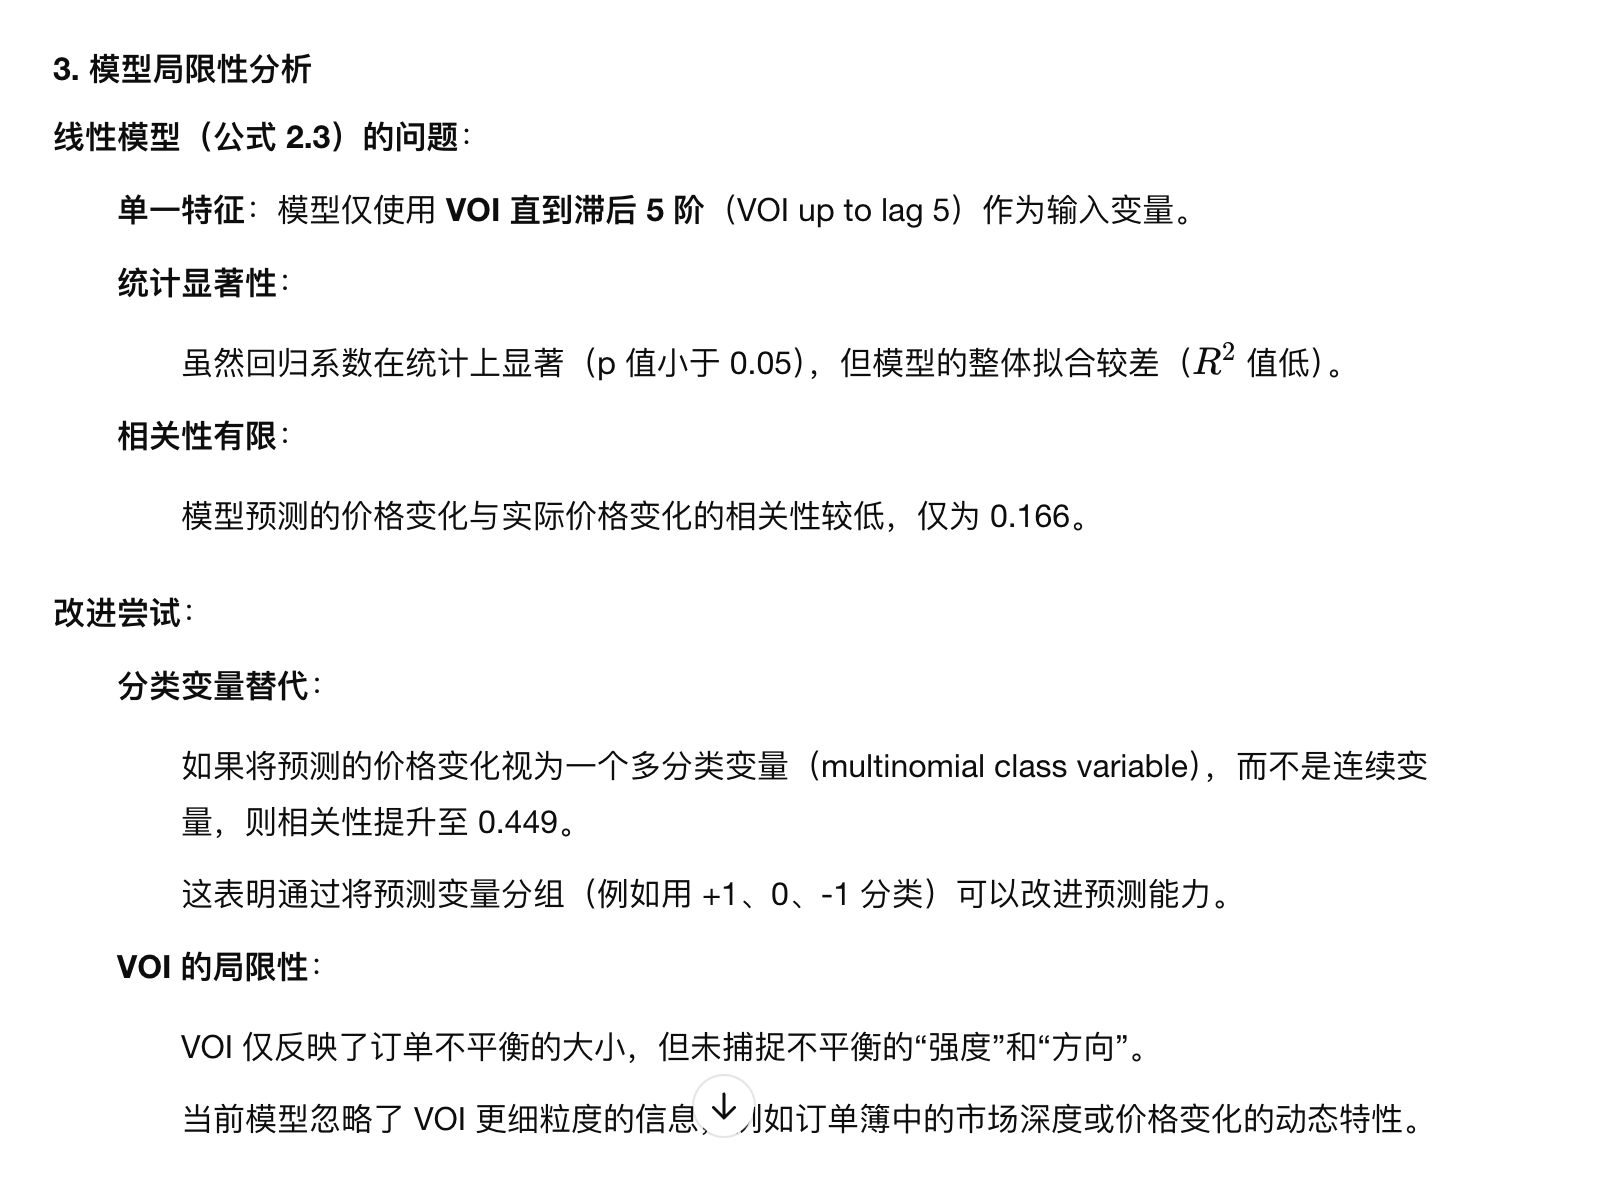 3. 模型局限性分析
线性模型（公式 2.3）的问题：
单一特征：模型仅使用 VOI 直到滞后 5 阶（VOI up to lag 5）作为输入变量。
统计显著性：
虽然回归系数在统计上显著（p 值小于 0.05），但模型的整体拟合较差（R² 值低）。
相关性有限：
模型预测的价格变化与实际价格变化的相关性较低，仅为 0.166。
改进尝试：
分类变量替代：
如果将预测的价格变化视为一个多分类变量（multinomial class variable），而不是连续变
量，则相关性提升至 0.449。
这表明通过将预测变量分组（例如用 +1、0、-1 分类）可以改进预测能力。
VOI 的局限性：
VOI 仅反映了订单不平衡的大小，但未捕捉不平衡的“强度”和“方向”。
当前模型忽略了 VOI 更细粒度的信息，例如订单簿中的市场深度或价格变化的动态特性。